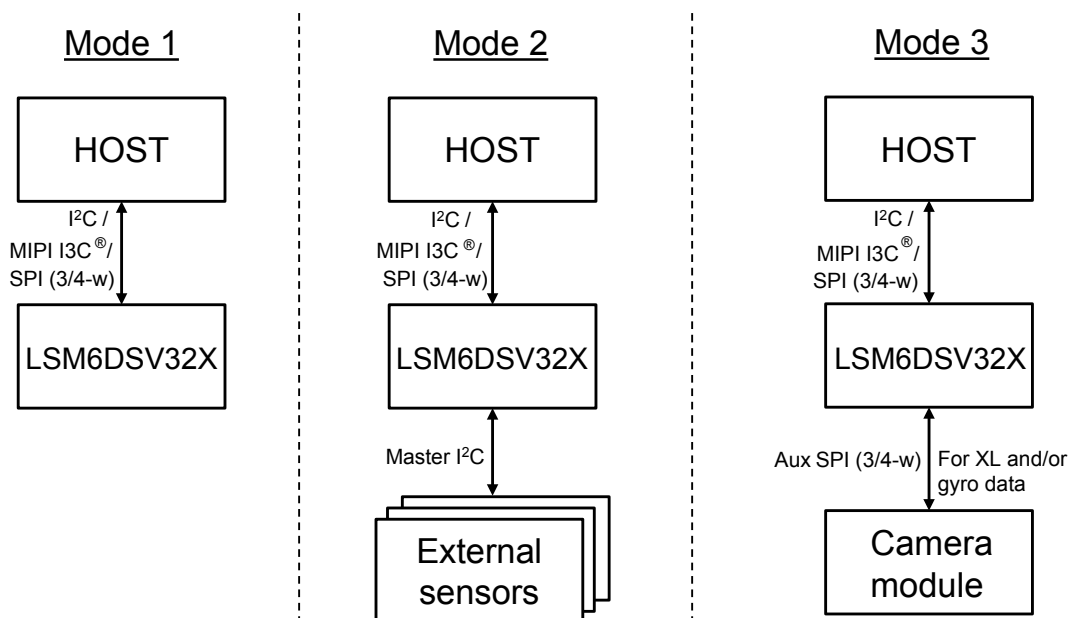 Mode 1
HOST
I²C /
MIPI I3C ®/
SPI (3/4-w)
LSM6DSV32X
Mode 2
HOST
I²C /
MIPI I3C ®/
SPI (3/4-w)
LSM6DSV32X
Master I²C
External
sensors
Mode 3
HOST
I²C /
MIPI I3C ®/
SPI (3/4-w)
LSM6DSV32X
Aux SPI (3/4-w)
For XL and/or
gyro data
Camera
module